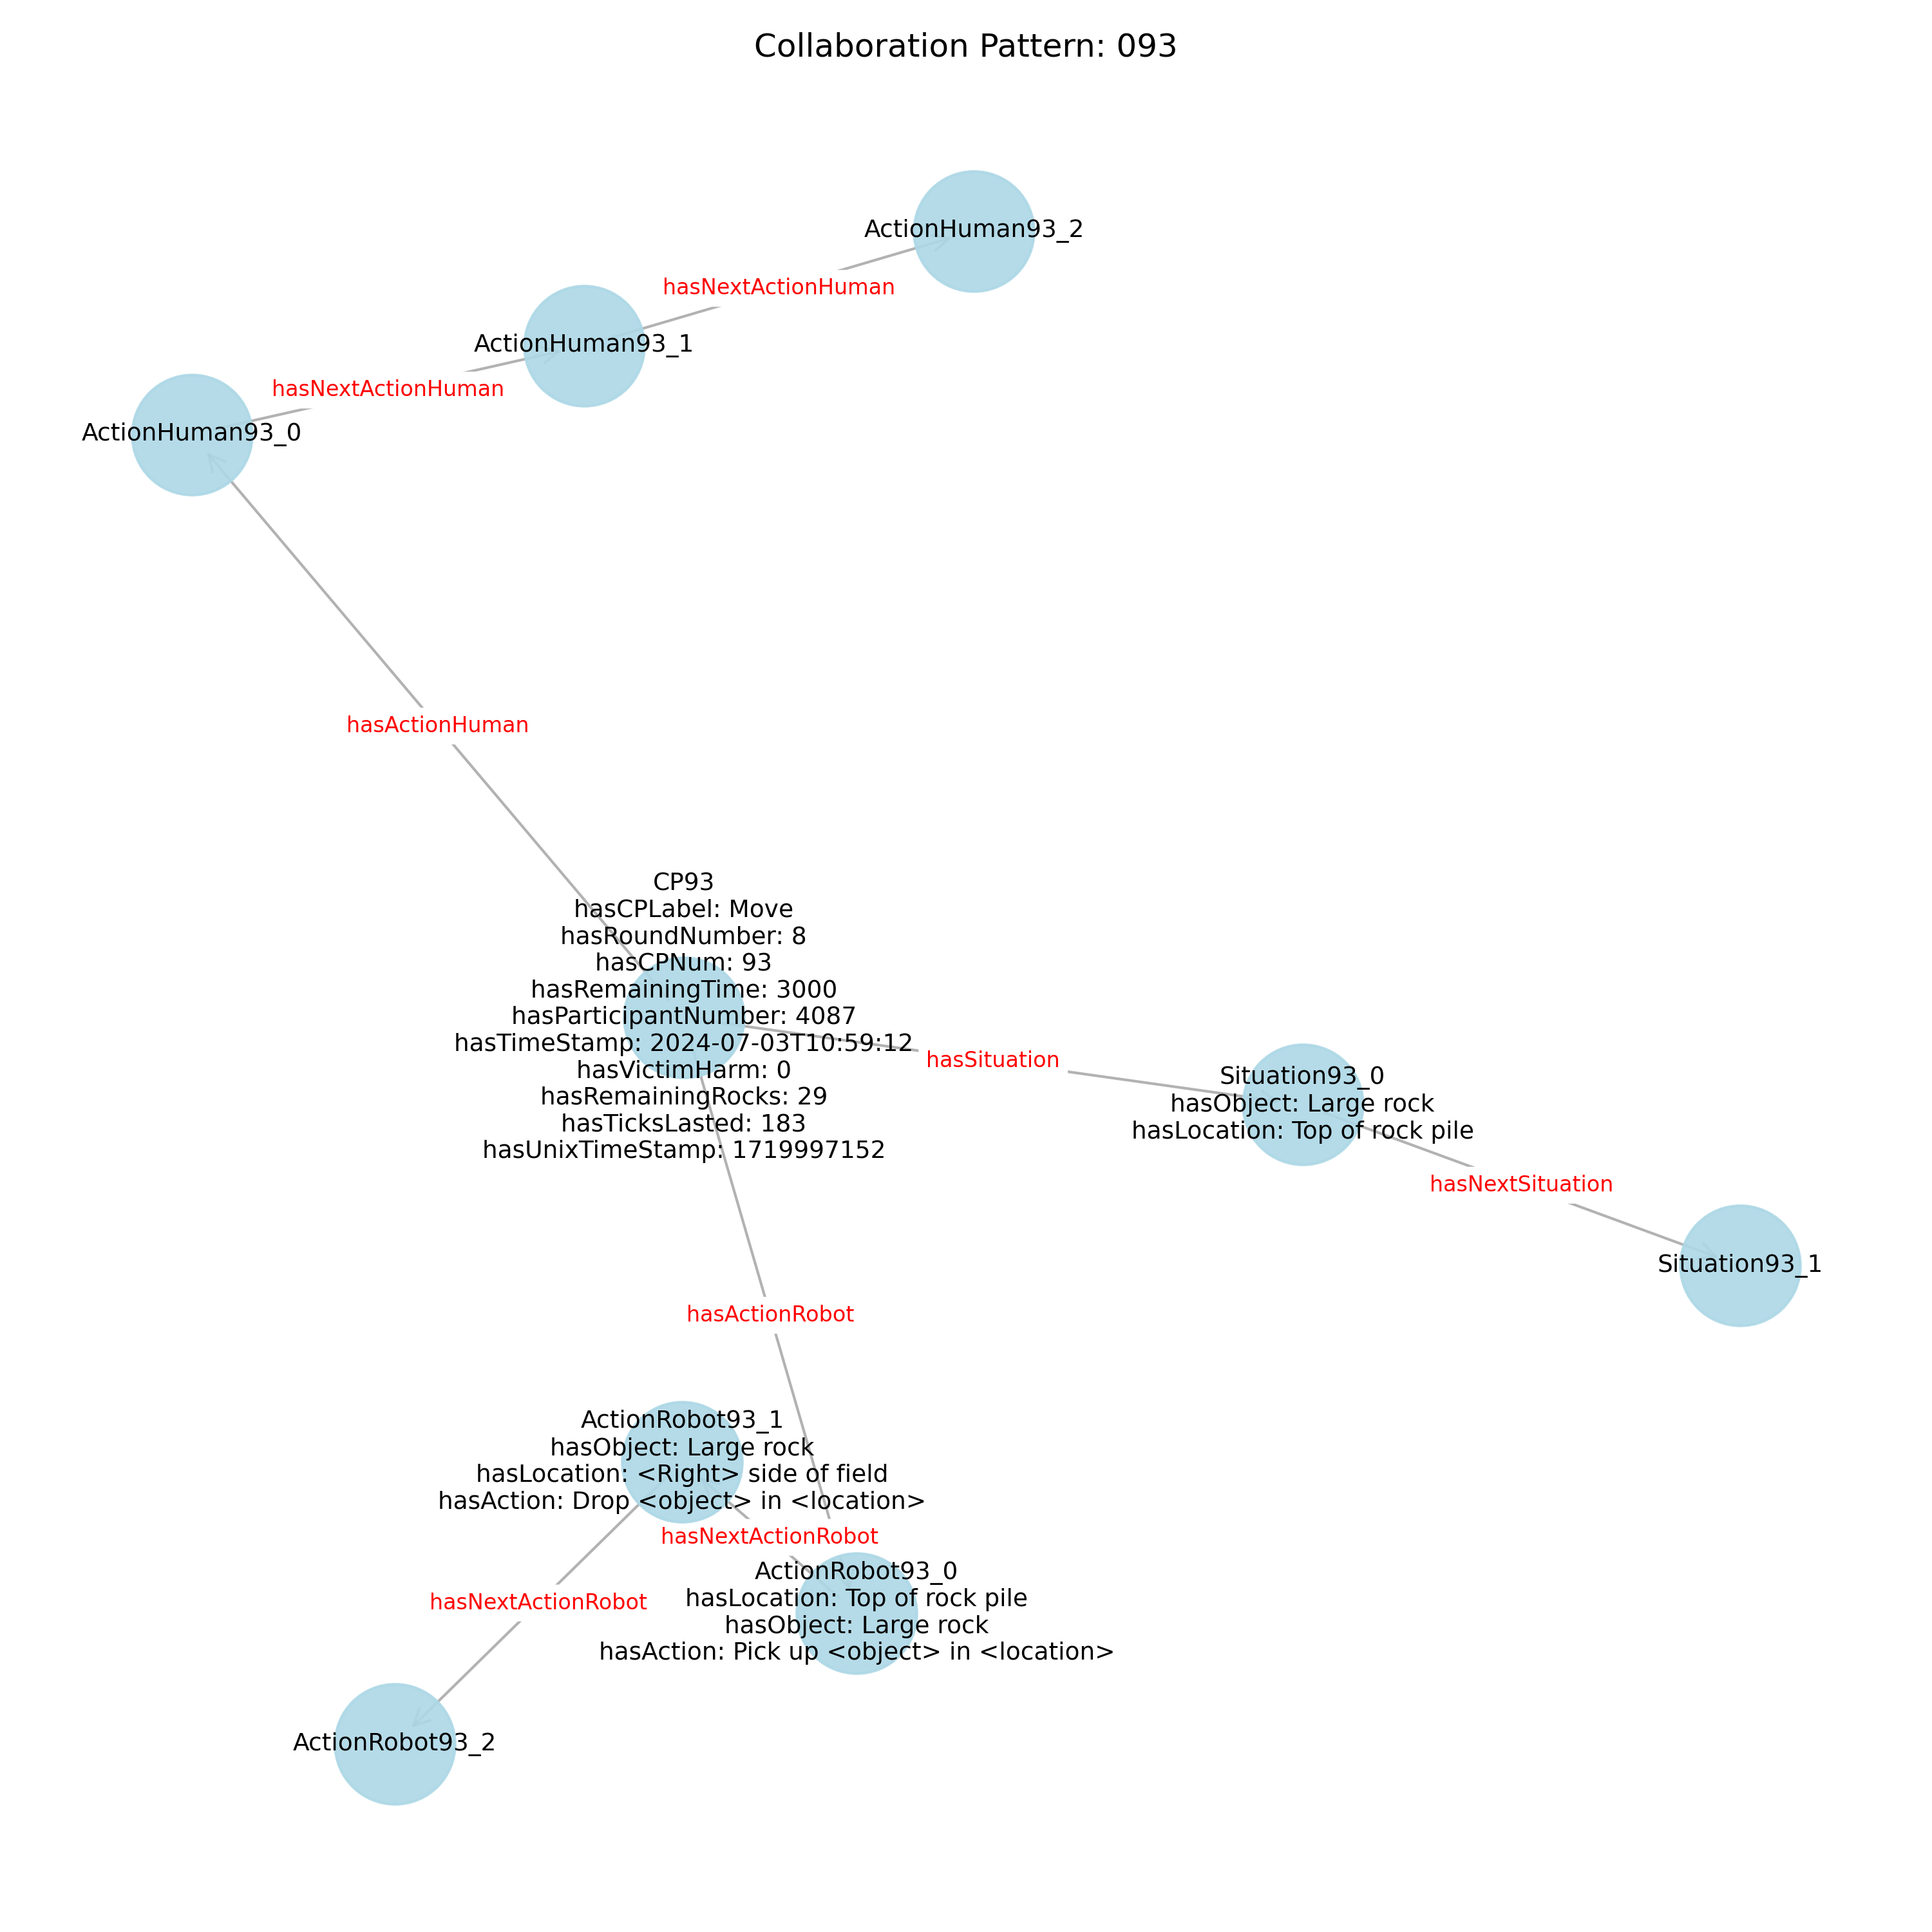 Collaboration Pattern: 093
ActionHuman93_2
hasNextActionHuman
ActionHuman93_1
hasNextActionHuman
ActionHuman93_0
hasActionHuman
CP93
hasCPLabel: Move
hasRoundNumber: 8
hasCPNum: 93
hasRemainingTime: 3000
hasParticipantNumber: 4087
hasTimeStamp: 2024-07-03T10:59:12
hasVictimHarm: 0
hasRemainingRocks: 29
hasTicksLasted: 183
hasUnixTimeStamp: 1719997152
hasSituation
Situation93_0
hasObject: Large rock
hasLocation: Top of rock pile
hasNextSituation
Situation93_1
hasActionRobot
ActionRobot93_1
hasObject: Large rock
hasLocation: <Right> side of field
hasAction: Drop <object> in <location>
hasNextActionRobot
ActionRobot93_0
hasLocation: Top of rock pile
hasObject: Large rock
hasAction: Pick up <object> in <location>
hasNextActionRobot
ActionRobot93_2